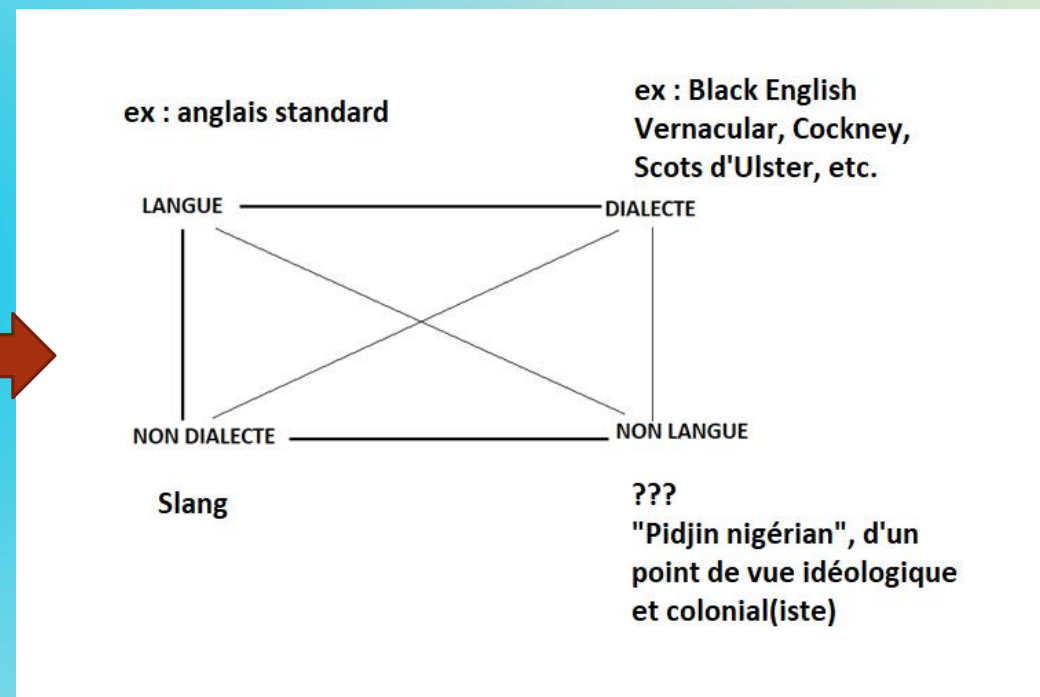 ex : anglais standard
ex : Black English
Vernacular, Cockney,
Scots d'Ulster, etc.
LANGUE
DIALECTE
NON DIALECTE
NON LANGUE
Slang
???
"Pidjin nigérian", d'un
point de vue idéologique
et colonial(iste)